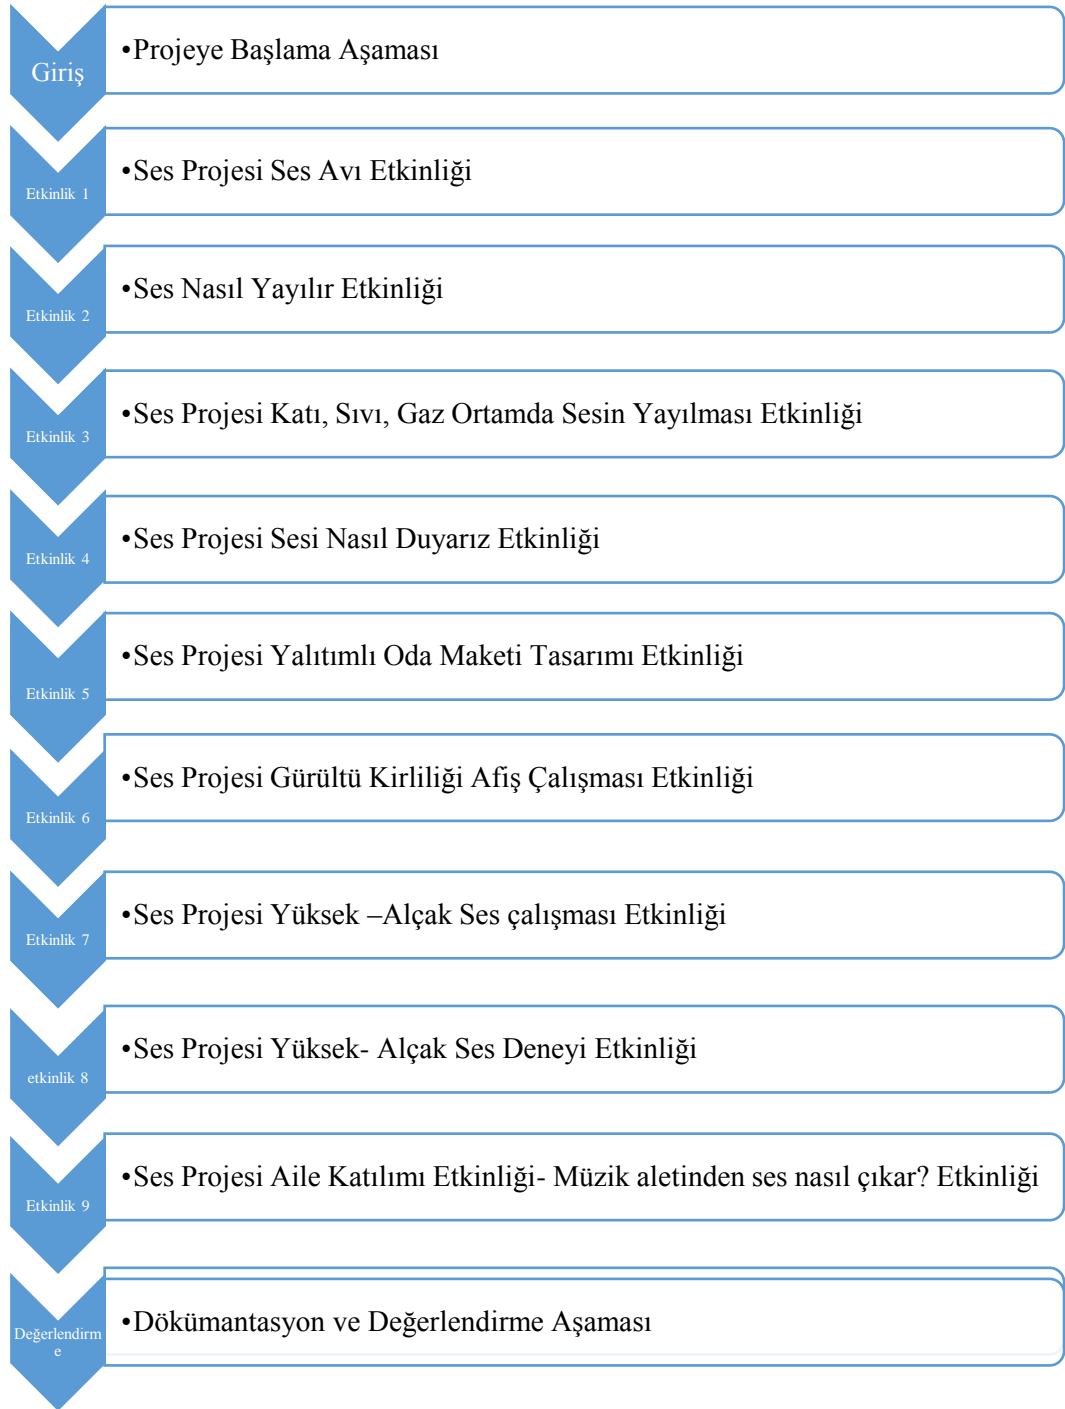 Giriş
•Projeye Başlama Aşaması
Etkinlik 1
•Ses Projesi Ses Avı Etkinliği
Etkinlik 2
•Ses Nasıl Yayılır Etkinliği
Etkinlik 3
•Ses Projesi Katı, Sıvı, Gaz Ortamda Sesin Yayılması Etkinliği
Etkinlik 4
•Ses Projesi Sesi Nasıl Duyarız Etkinliği
Etkinlik 5
•Ses Projesi Yalıtımlı Oda Maketi Tasarımı Etkinliği
Etkinlik 6
•Ses Projesi Gürültü Kirliliği Afiş Çalışması Etkinliği
Etkinlik 7
•Ses Projesi Yüksek –Alçak Ses çalışması Etkinliği
etkinlik 8
•Ses Projesi Yüksek- Alçak Ses Deneyi Etkinliği
Etkinlik 9
•Ses Projesi Aile Katılımı Etkinliği- Müzik aletinden ses nasıl çıkar? Etkinliği
Değerlendirm
e
•Dökümantasyon ve Değerlendirme Aşaması